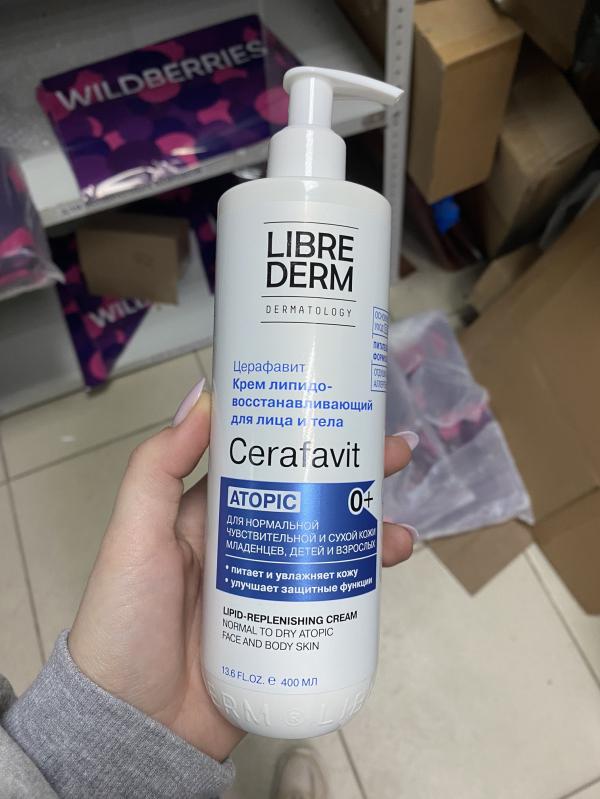 WILDBERRIES
WILD
LIBRE
DERM
DERMATOLOGY
Церафавит
Крем липидо-
восстанавливающий
для лица и тела
Cerafavit
ATOPIC
0+
ДЛЯ НОРМАЛЬНОЙ
ЧУВСТВИТЕЛЬНОЙ И СУХОЙ КОЖИ
МЛАДЕНЦЕВ, ДЕТЕЙ И ВЗРОСЛЫХ
• питает и увлажняет кожу
• улучшает защитные функции
LIPID-REPLENISHING CREAM
NORMAL TO DRY ATOPIC
FACE AND BODY SKIN
13.6 FL.OZ. e 400 МЛ